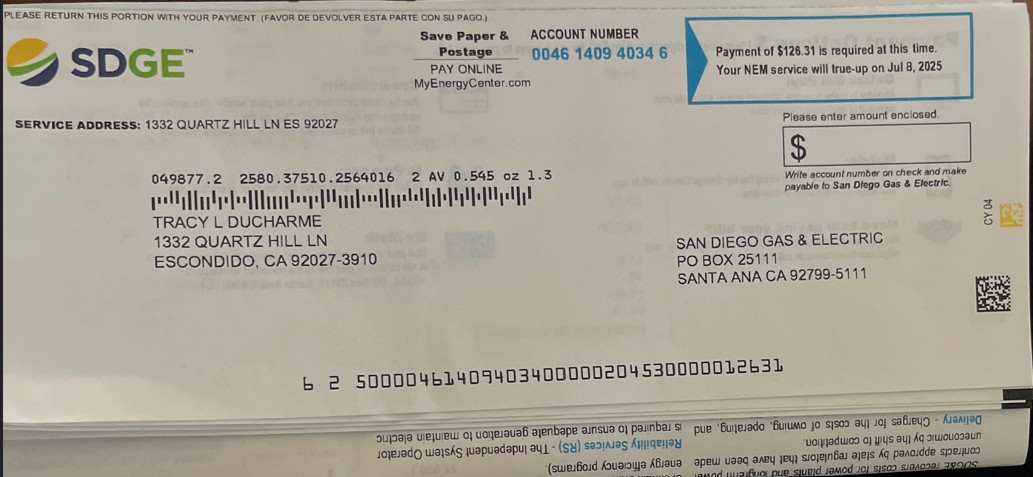 PLEASE RETURN THIS PORTION WITH YOUR PAYMENT. (FAVOR DE DEVOLVER ESTA PARTE CON SU PAGO.)
SDGE™
Save Paper &
Postage
PAY ONLINE
MyEnergyCenter.com
ACCOUNT NUMBER
0046 1409 4034 6
Payment of $126.31 is required at this time.
Your NEM service will true-up on Jul 8, 2025
SERVICE ADDRESS: 1332 QUARTZ HILL LN ES 92027
Please enter amount enclosed.
$
Write account number on check and make
payable to San Diego Gas & Electric.
049877.2 2580.37510.2564016 2 AV 0.545 oz 1.3
TRACY L DUCHARME
1332 QUARTZ HILL LN
ESCONDIDO, CA 92027-3910
CY 04
SAN DIEGO GAS & ELECTRIC
PO BOX 25111
SANTA ANA CA 92799-5111
6 2 50000461409403400000204530000012631
Delivery - Charges for the costs of owning, operating, and
uneconomic by the shift to competition.
contracts approved by state regulators that have been made
SDG&E recovers costs for power plants and long-term power
is required to ensure adequate generation to maintain electric
Reliability Services (RS) - The Independent System Operator
energy efficiency programs).